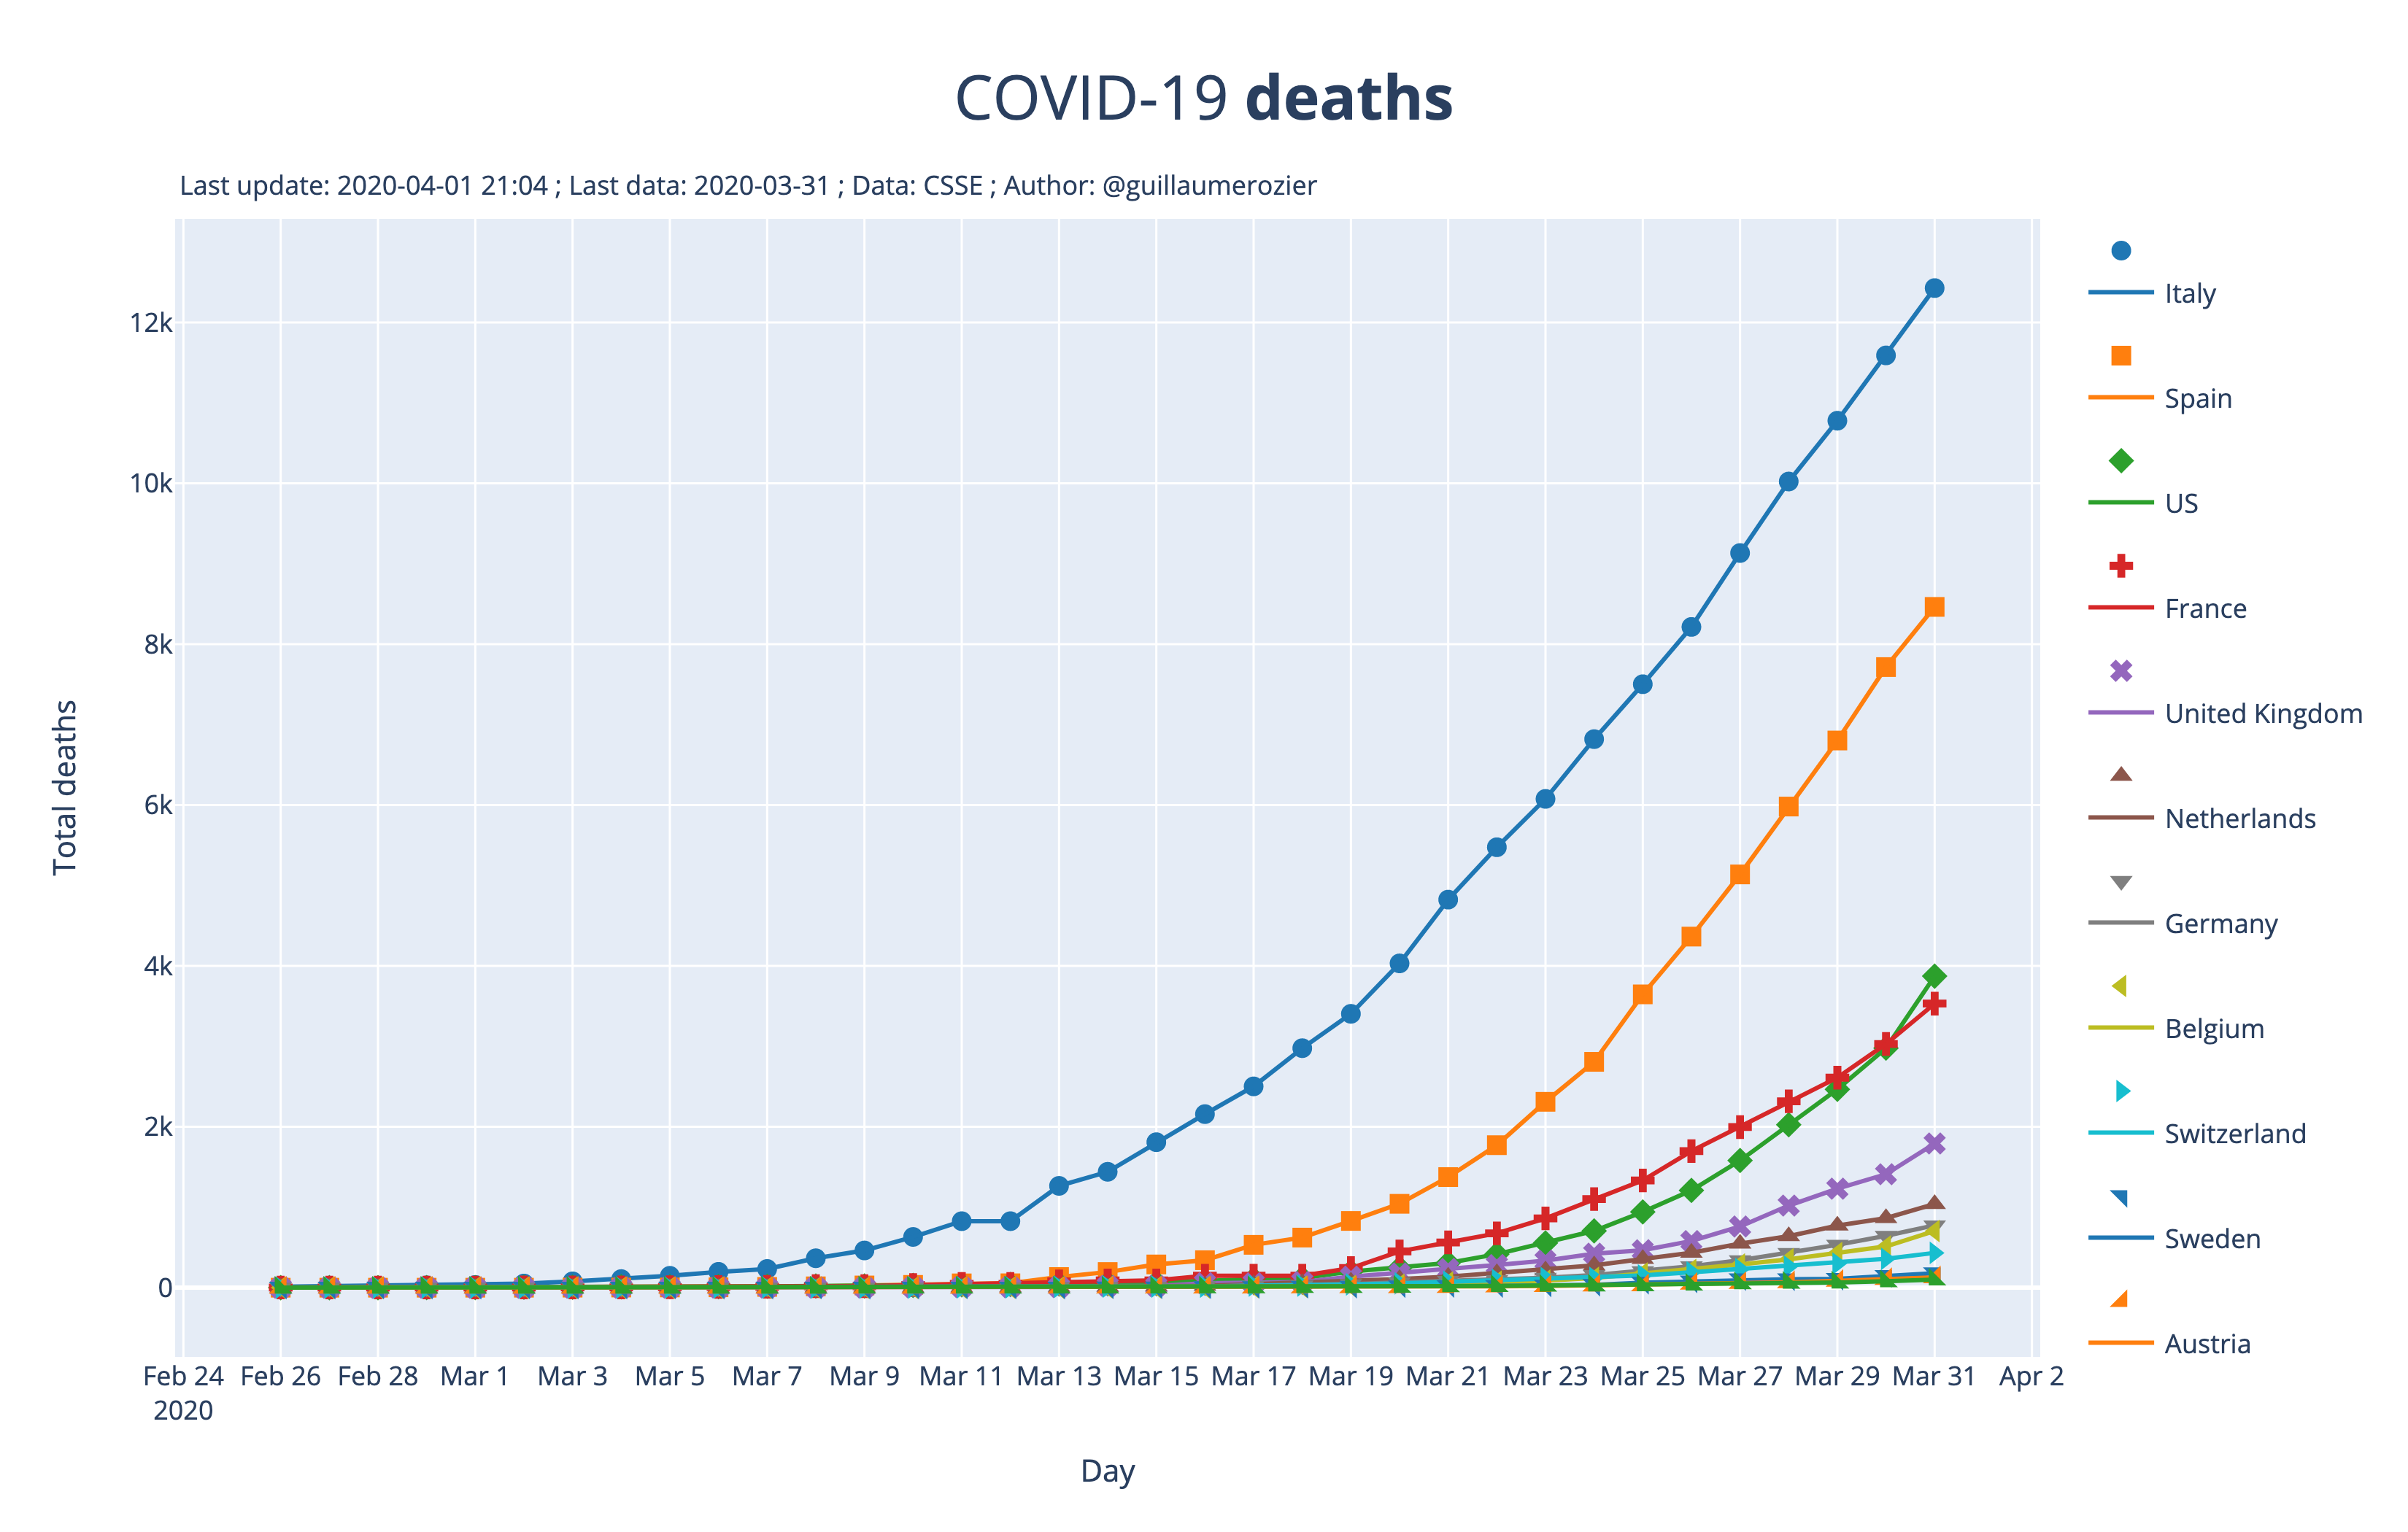 COVID-19 deaths
Last update: 2020-04-01 21:04 ; Last data: 2020-03-31 ; Data: CSSE ; Author: @guillaumerozier
12k
10k
8k
6k
4k
2k
0
Total deaths
Feb 24 Feb 26 Feb 28 Mar 1 Mar 3 Mar 5 Mar 7 Mar 9 Mar 11 Mar 13 Mar 15 Mar 17 Mar 19 Mar 21 Mar 23 Mar 25 Mar 27 Mar 29 Mar 31 Apr 2
2020
Day
Italy
Spain
US
France
United Kingdom
Netherlands
Germany
Belgium
Switzerland
Sweden
Austria